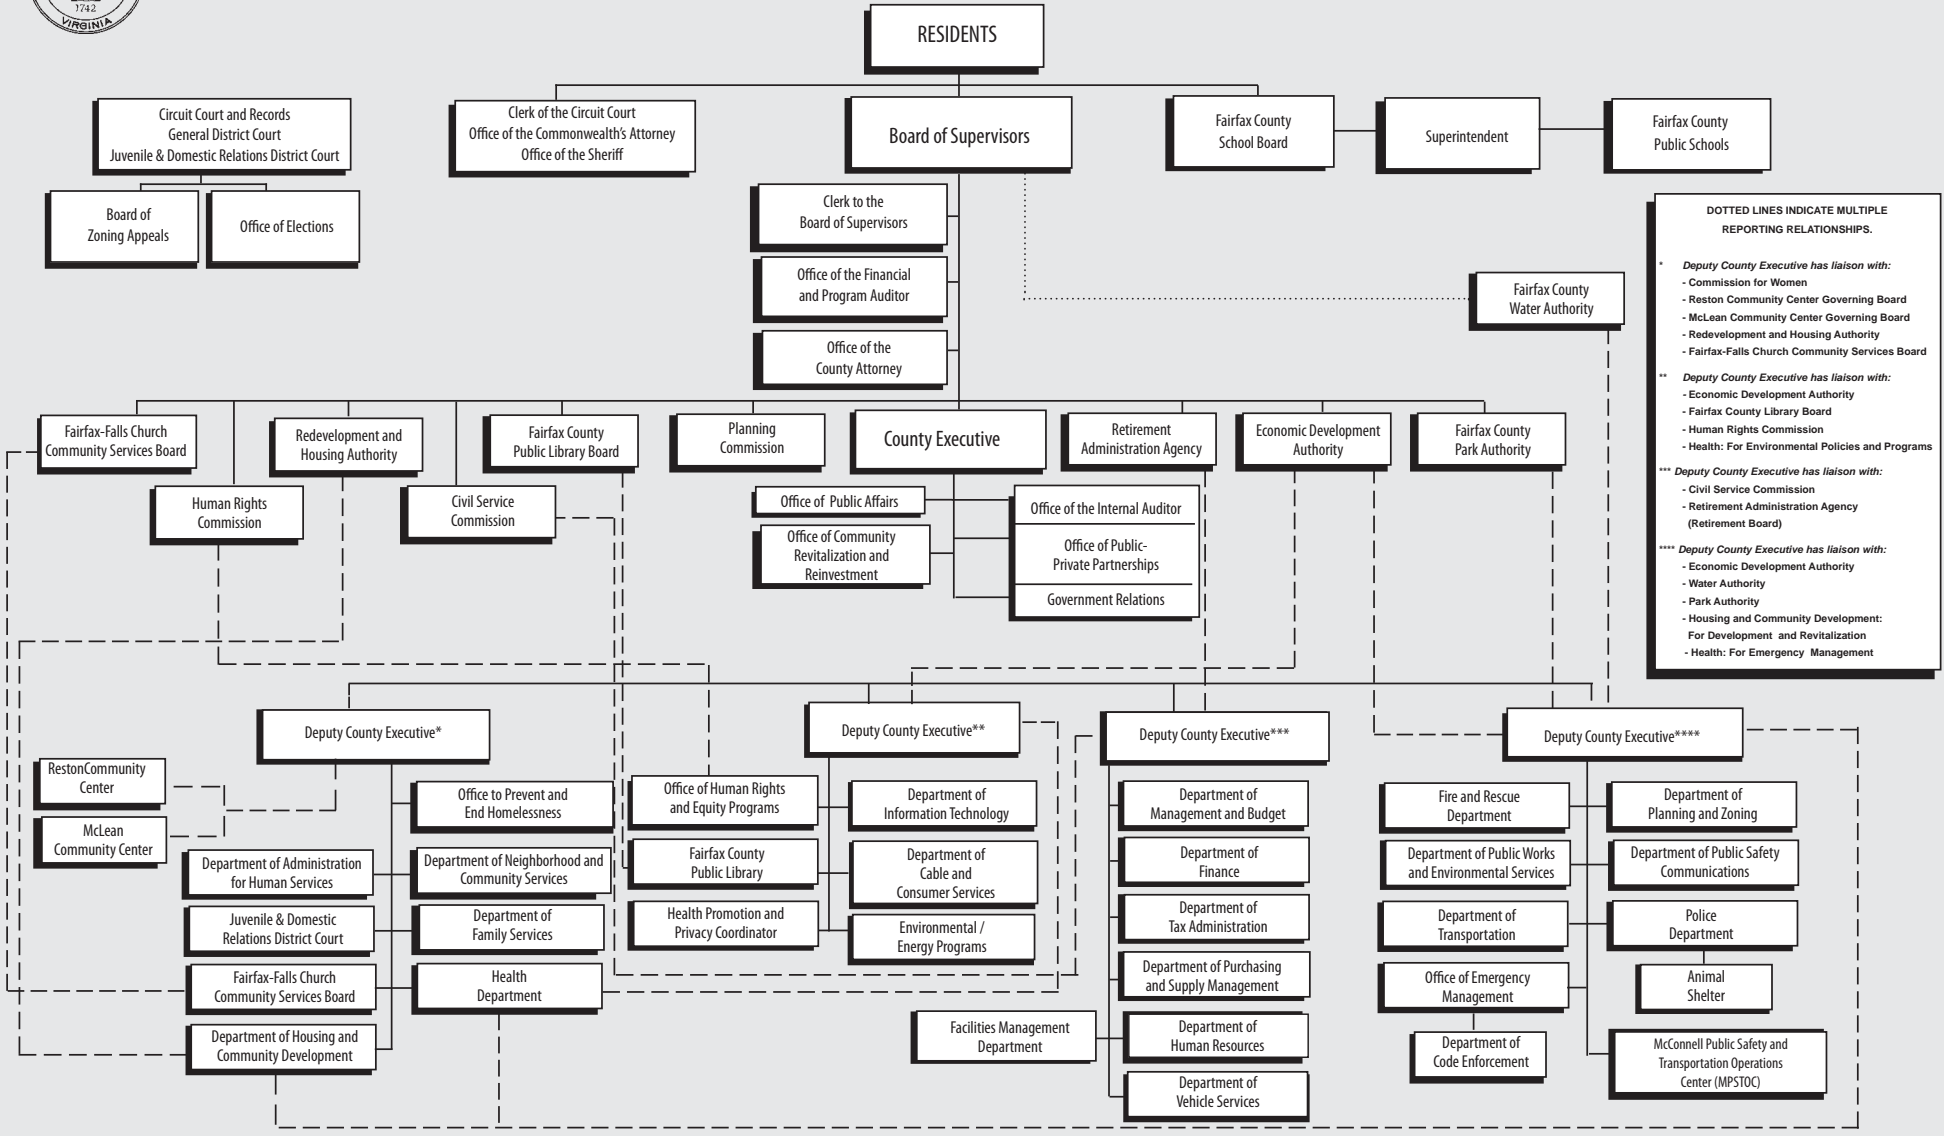 1742
VIRGINIA
RESIDENTS
Circuit Court and Records
General District Court
Juvenile & Domestic Relations District Court
Board of
Zoning Appeals
Office of Elections
Clerk of the Circuit Court
Office of the Commonwealth's Attorney
Office of the Sheriff
Board of Supervisors
Fairfax County
School Board
Superintendent
Fairfax County
Public Schools
Clerk to the
Board of Supervisors
Office of the Financial
and Program Auditor
Office of the
County Attorney
Fairfax County
Water Authority
DOTTED LINES INDICATE MULTIPLE
REPORTING RELATIONSHIPS.
* Deputy County Executive has liaison with:
- Commission for Women
- Reston Community Center Governing Board
- McLean Community Center Governing Board
- Redevelopment and Housing Authority
- Fairfax-Falls Church Community Services Board
** Deputy County Executive has liaison with:
- Economic Development Authority
- Fairfax County Library Board
- Human Rights Commission
- Health: For Environmental Policies and Programs
*** Deputy County Executive has liaison with:
- Civil Service Commission
- Retirement Administration Agency
(Retirement Board)
**** Deputy County Executive has liaison with:
- Economic Development Authority
- Water Authority
- Park Authority
- Housing and Community Development:
For Development and Revitalization
- Health: For Emergency Management
Fairfax-Falls Church
Community Services Board
Human Rights
Commission
Redevelopment and
Housing Authority
Civil Service
Commission
Fairfax County
Public Library Board
Planning
Commission
County Executive
Retirement
Administration Agency
Economic Development
Authority
Fairfax County
Park Authority
Office of Public Affairs
Office of Community
Revitalization and
Reinvestment
Office of the Internal Auditor
Office of Public-
Private Partnerships
Government Relations
Deputy County Executive*
RestonCommunity
Center
McLean
Community Center
Office to Prevent and
End Homelessness
Department of Administration
for Human Services
Department of Neighborhood and
Community Services
Juvenile & Domestic
Relations District Court
Department of
Family Services
Fairfax-Falls Church
Community Services Board
Health
Department
Department of Housing and
Community Development
Deputy County Executive**
Office of Human Rights
and Equity Programs
Department of
Information Technology
Fairfax County
Public Library
Department of
Cable and
Consumer Services
Health Promotion and
Privacy Coordinator
Environmental /
Energy Programs
Deputy County Executive***
Department of
Management and Budget
Department of
Finance
Department of
Tax Administration
Department of Purchasing
and Supply Management
Facilities Management
Department
Department of
Human Resources
Department of
Vehicle Services
Deputy County Executive****
Fire and Rescue
Department
Department of
Planning and Zoning
Department of Public Works
and Environmental Services
Department of Public Safety
Communications
Department of
Transportation
Police
Department
Office of Emergency
Management
Animal
Shelter
Department of
Code Enforcement
McConnell Public Safety and
Transportation Operations
Center (MPSTOC)